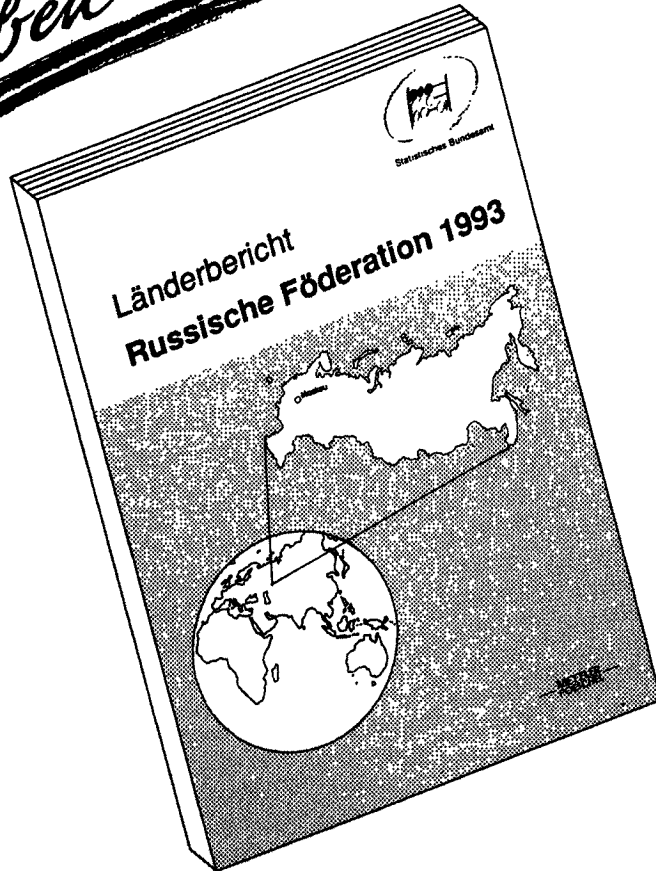 Statistisches Bundesamt
Länderbericht
Russische Föderation 1993
Moskau